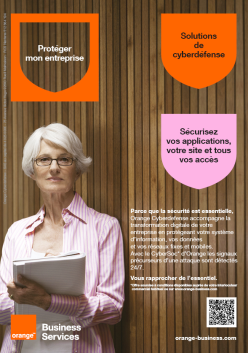 Protéger
mon entreprise
Solutions
de
cyberdéfense
Sécurisez
vos applications,
votre site et tous
vos accès
Parce que la sécurité est essentielle,
Orange Cyberdefense accompagne la
transformation digitale de votre
entreprise en protégeant votre système
d'information, vos données
et vos réseaux fixes et mobiles.
Avec le CyberSoc* d'Orange les signaux
précurseurs d'une attaque sont détectés
24/7.
Vous rapprocher de l'essentiel.
orange
Business
Services
orange-business.com